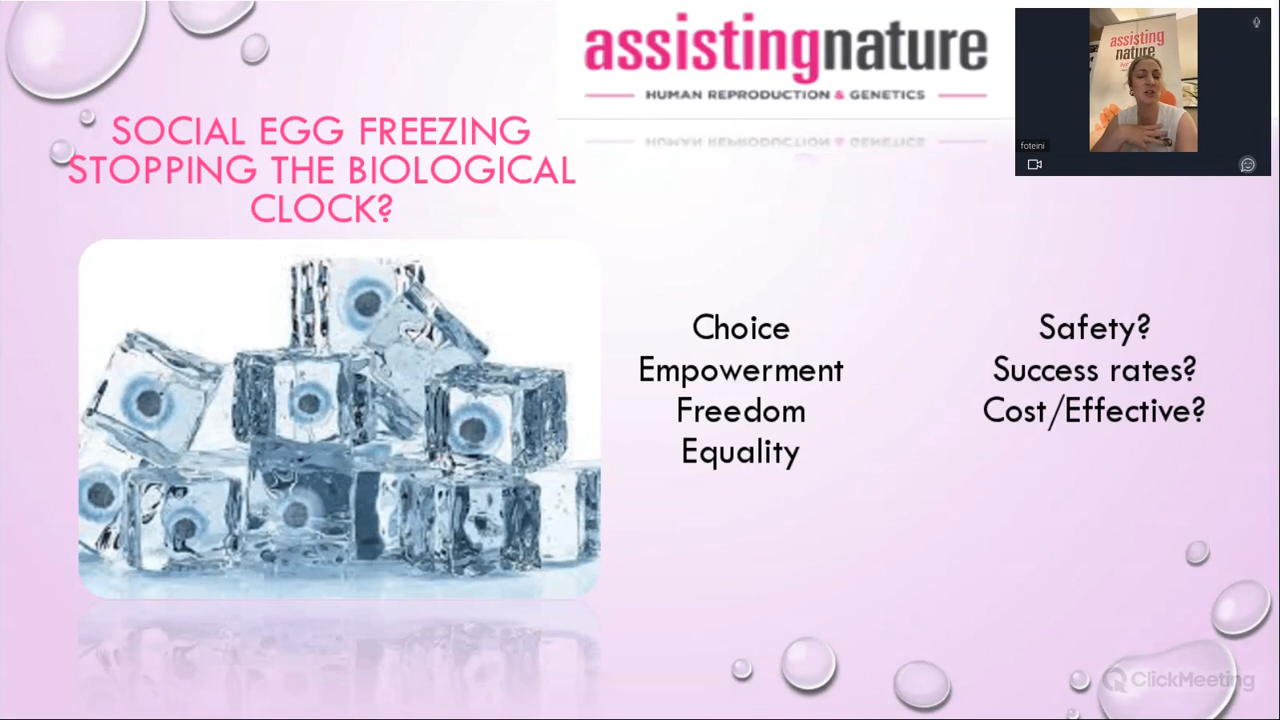 assistingnature
HUMAN REPRODUCTION & GENETICS
SOCIAL EGG FREEZING
STOPPING THE BIOLOGICAL
CLOCK?
Choice
Empowerment
Freedom
Equality
Safety?
Success rates?
Cost/Effective?
assisting
nature
foteini
ClickMeeting